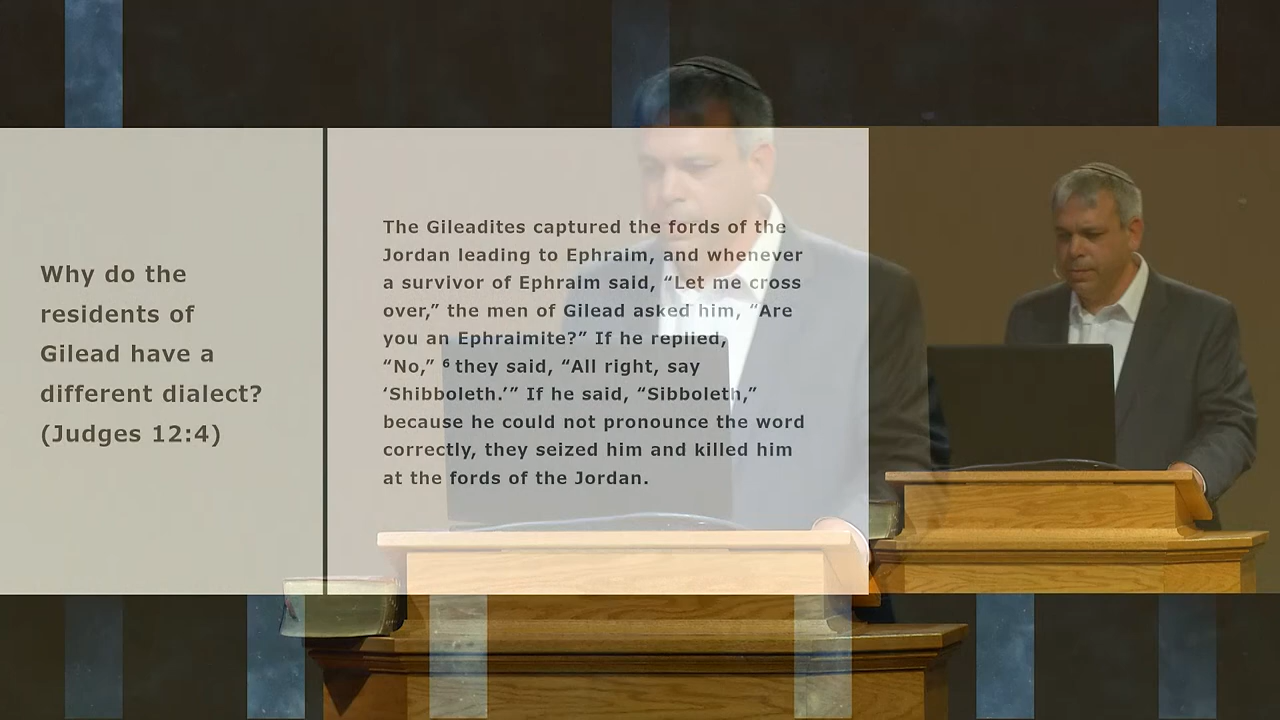 Why do the
residents of
Gilead have a
different dialect?
(Judges 12:4)
The Gileadites captured the fords of the
Jordan leading to Ephraim, and whenever
a survivor of Ephraim said, “Let me cross
over,” the men of Gilead asked him, “Are
you an Ephraimite?” If he replied,
“No,” ⁶ they said, “All right, say
‘Shibboleth.’” If he said, “Sibboleth,”
because he could not pronounce the word
correctly, they seized him and killed him
at the fords of the Jordan.